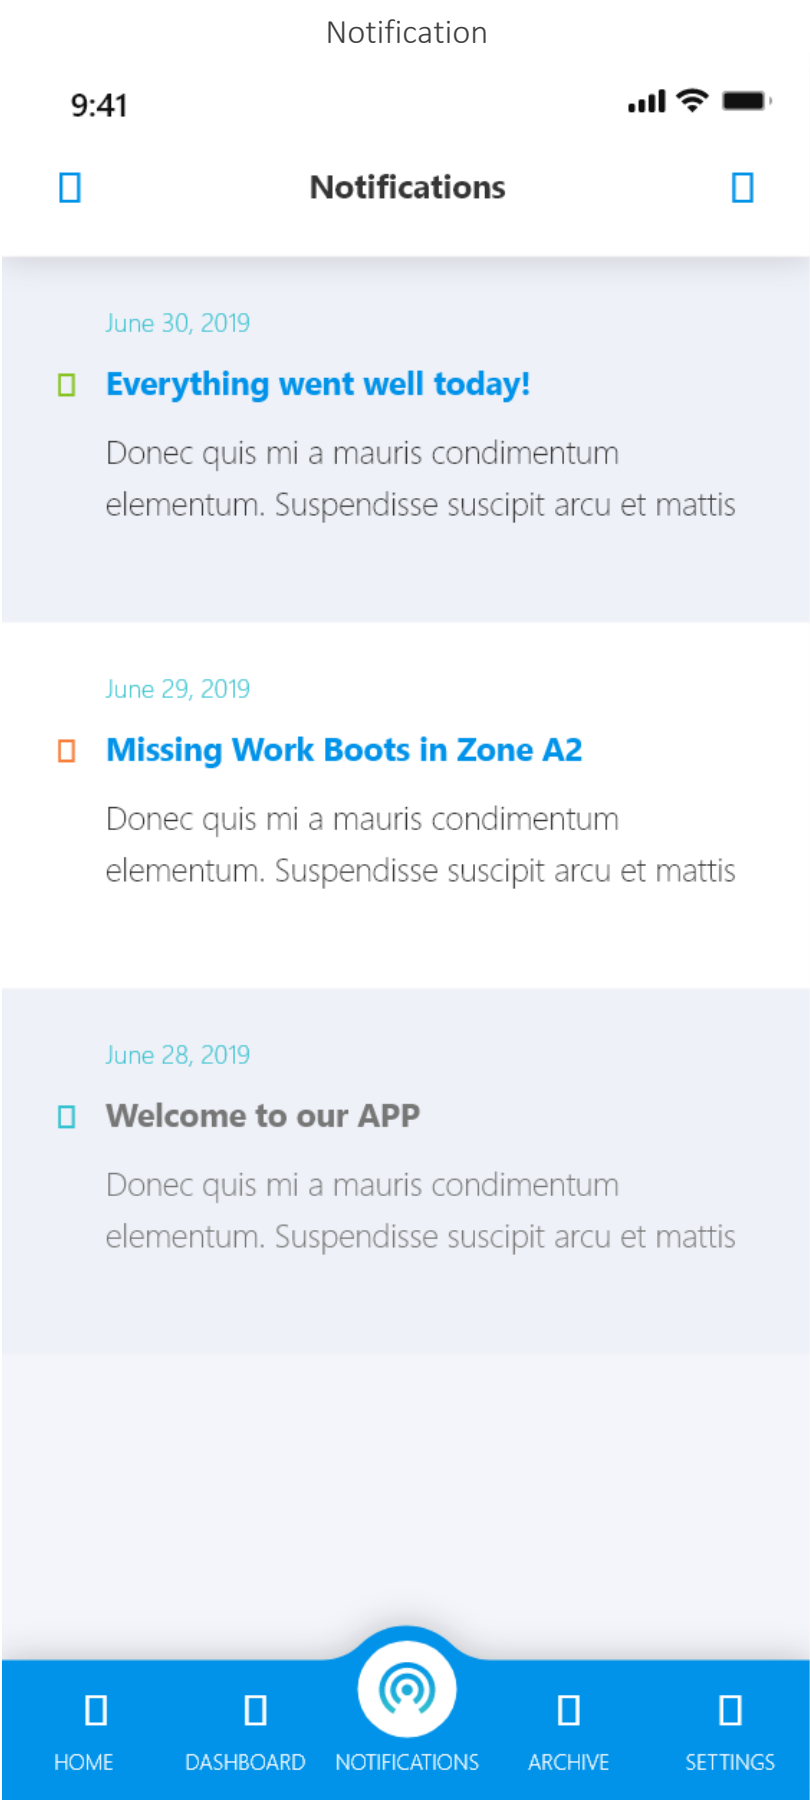 Notification
9:41
Notifications
June 30, 2019
Everything went well today!
Donec quis mi a mauris condimentum
elementum. Suspendisse suscipit arcu et mattis
June 29, 2019
Missing Work Boots in Zone A2
Donec quis mi a mauris condimentum
elementum. Suspendisse suscipit arcu et mattis
June 28, 2019
Welcome to our APP
Donec quis mi a mauris condimentum
elementum. Suspendisse suscipit arcu et mattis
HOME DASHBOARD NOTIFICATIONS ARCHIVE SETTINGS